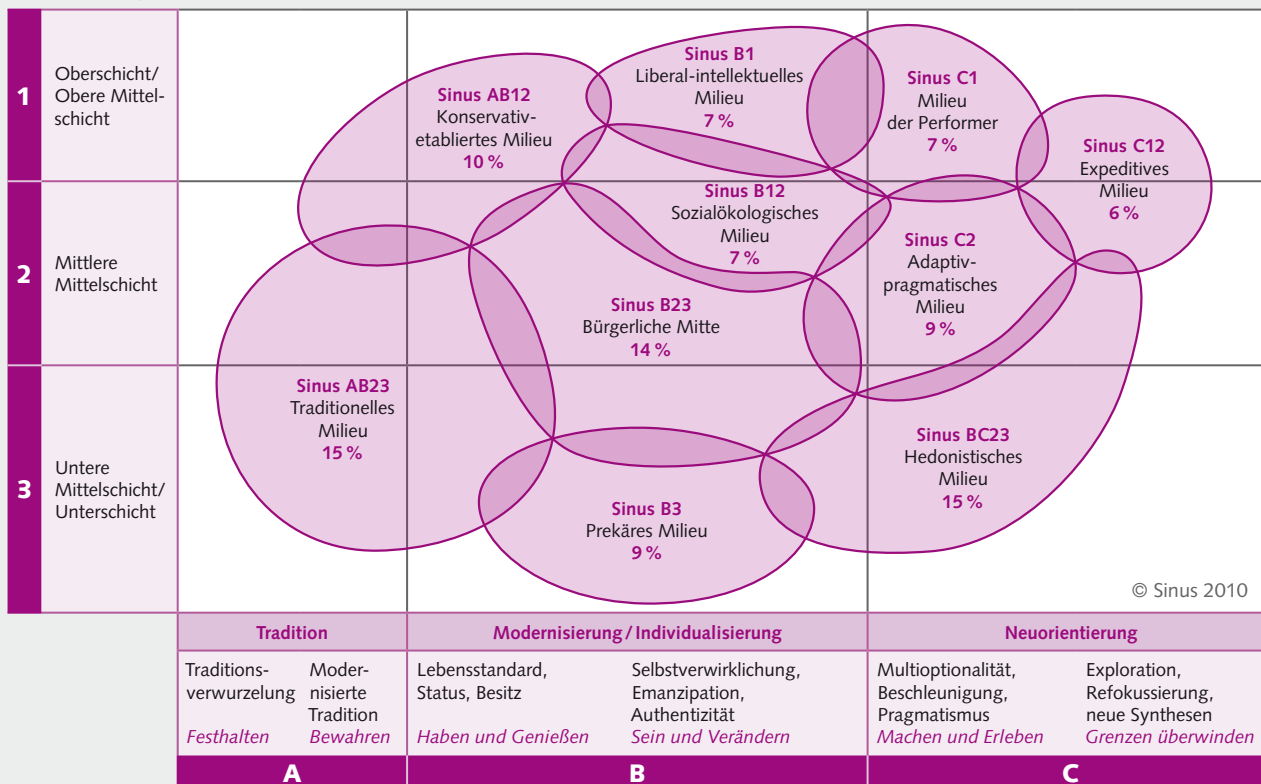 1
Oberschicht/
Obere Mittel-
schicht
2
Mittlere
Mittelschicht
3
Untere
Mittelschicht/
Unterschicht
Sinus AB12
Konservativ-
etabliertes Milieu
10 %
Sinus B1
Liberal-intellektuelles
Milieu
7 %
Sinus C1
Milieu
der Performer
7 %
Sinus C12
Expeditives
Milieu
6 %
Sinus B12
Sozialökologisches
Milieu
7 %
Sinus C2
Adaptiv-
pragmatisches
Milieu
9 %
Sinus B23
Bürgerliche Mitte
14 %
Sinus AB23
Traditionelles
Milieu
15 %
Sinus BC23
Hedonistisches
Milieu
15 %
Sinus B3
Prekäres Milieu
9 %
© Sinus 2010
Tradition
Modernisierung / Individualisierung
Neuorientierung
Traditions-
verwurzelung
Festhalten
Moder-
nisierte
Tradition
Bewahren
Lebensstandard,
Status, Besitz
Haben und Genießen
Selbstverwirklichung,
Emanzipation,
Authentizität
Sein und Verändern
Multioptionalität,
Beschleunigung,
Pragmatismus
Machen und Erleben
Exploration,
Refokussierung,
neue Synthesen
Grenzen überwinden
A
B
C